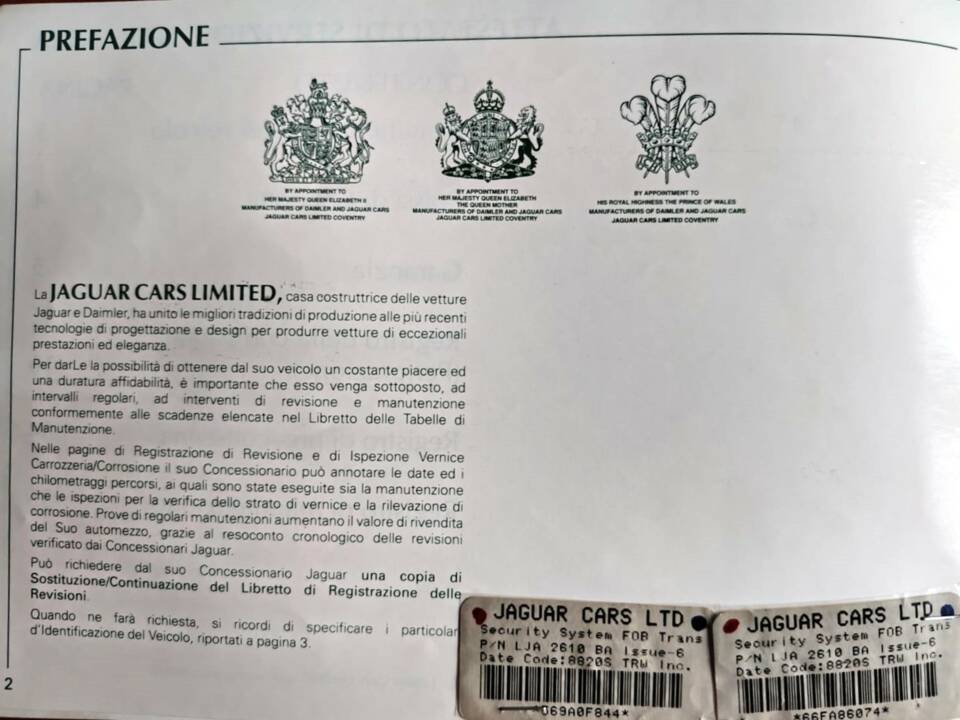 PREFAZIONE
BY APPOINTMENT TO
HER MAJESTY QUEEN ELIZABETH II
MANUFACTURERS OF DAIMLER AND JAGUAR CARS
JAGUAR CARS LIMITED COVENTRY
BY APPOINTMENT TO
HER MAJESTY QUEEN ELIZABETH
THE QUEEN MOTHER
MANUFACTURERS OF DAIMLER AND JAGUAR CARS
JAGUAR CARS LIMITED COVENTRY
BY APPOINTMENT TO
HIS ROYAL HIGHNESS THE PRINCE OF WALES
MANUFACTURERS OF DAIMLER AND JAGUAR CARS
JAGUAR CARS LIMITED COVENTRY
La JAGUAR CARS LIMITED, casa costruttrice delle vetture
Jaguar e Daimler, ha unito le migliori tradizioni di produzione alle più recenti
tecnologie di progettazione e design per produrre vetture di eccezionali
prestazioni ed eleganza.
Per darLe la possibilità di ottenere dal suo veicolo un costante piacere ed
una duratura affidabilità, è importante che esso venga sottoposto, ad
intervalli regolari, ad interventi di revisione e manutenzione
conformemente alle scadenze elencate nel Libretto delle Tabelle di
Manutenzione.
Nelle pagine di Registrazione di Revisione e di Ispezione Vernice
Carrozzeria/Corrosione il suo Concessionario può annotare le date ed i
chilometraggi percorsi, ai quali sono state eseguite sia la manutenzione
che le ispezioni per la verifica dello strato di vernice e la rilevazione di
corrosione. Prove di regolari manutenzioni aumentano il valore di rivendita
del Suo automezzo, grazie al resoconto cronologico delle revisioni
verificato dai Concessionari Jaguar.
Può richiedere dal suo Concessionario Jaguar una copia di
Sostituzione/Continuazione del Libretto di Registrazione delle
Revisioni.
Quando ne farà richiesta, si ricordi di specificare i particolari
d'Identificazione del Veicolo, riportati a pagina 3.
2
JAGUAR CARS LTD
Security System FOB Trans
P/N LJA 2610 BA Issue-6
Date Code:8820S TRW Inc.
*069A0F844*
JAGUAR CARS LTD
Security System FOB Trans
P/N LJA 2610 BA Issue-6
Date Code:8820S TRW Inc.
*66FA86074*